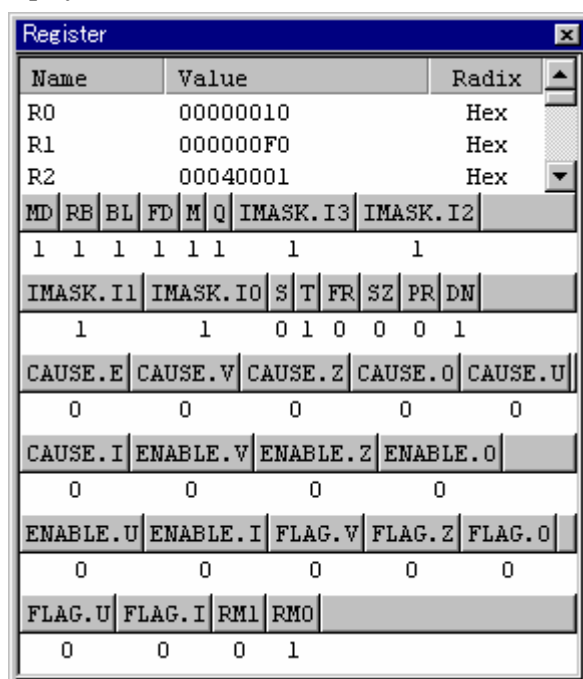 Register
Name Value Radix
R0 00000010 Hex
R1 000000F0 Hex
R2 00040001 Hex
MD RB BL FD M Q IMASK.I3 IMASK.I2
1 1 1 1 1 1 1 1
IMASK.I1 IMASK.I0 S T FR SZ PR DN
1 1 0 1 0 0 0 1
CAUSE.E CAUSE.V CAUSE.Z CAUSE.O CAUSE.U
0 0 0 0 0
CAUSE.I ENABLE.V ENABLE.Z ENABLE.O
0 0 0 0
ENABLE.U ENABLE.I FLAG.V FLAG.Z FLAG.O
0 0 0 0 0
FLAG.U FLAG.I RM1 RM0
0 0 0 1